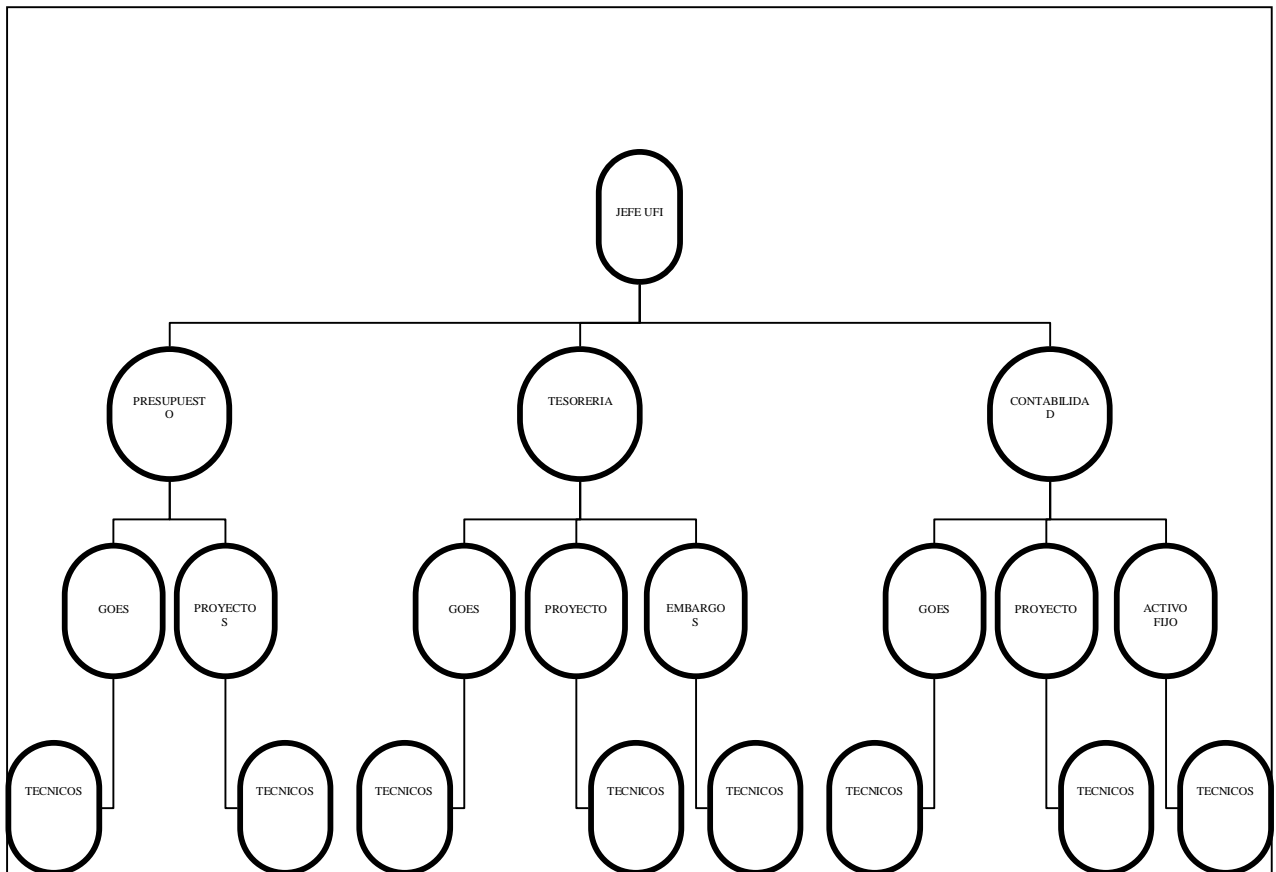 JEFE UFI
PRESUPUEST
O
TESORERIA
CONTABILIDA
D
GOES
PROYECTO
S
GOES
PROYECTO
EMBARGO
S
GOES
PROYECTO
ACTIVO
FIJO
TECNICOS
TECNICOS
TECNICOS
TECNICOS
TECNICOS
TECNICOS
TECNICOS
TECNICOS